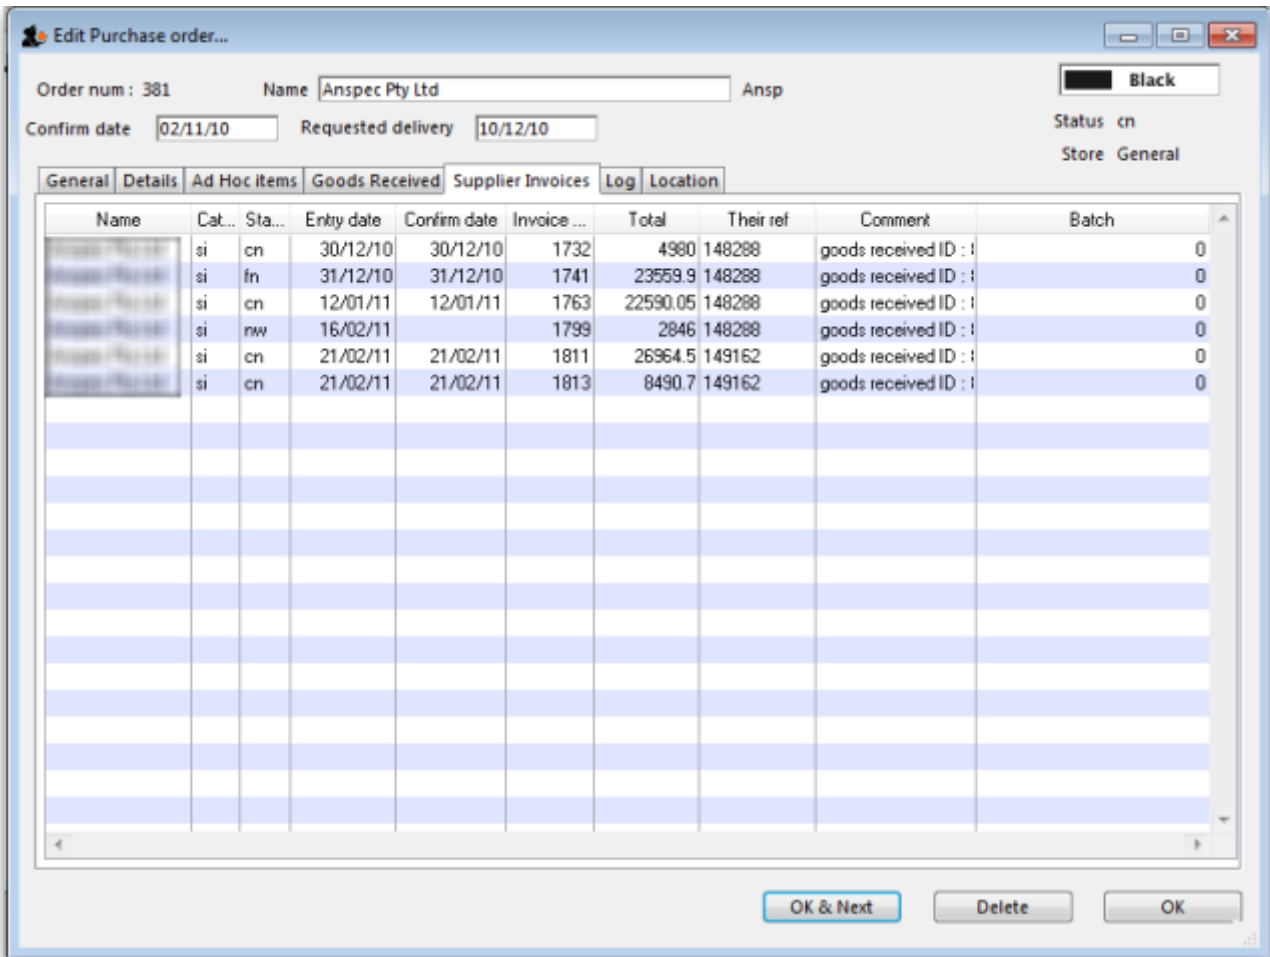 Edit Purchase order...
Order num : 381 Name Anspec Pty Ltd Ansp Black
Confirm date 02/11/10 Requested delivery 10/12/10 Status cn
Store General
General Details Ad Hoc items Goods Received Supplier Invoices Log Location
Name Cat... Sta... Entry date Confirm date Invoice ... Total Their ref Comment Batch
si cn 30/12/10 30/12/10 1732 4980 148288 goods received ID : 0
si fn 31/12/10 31/12/10 1741 23559.9 148288 goods received ID : 0
si cn 12/01/11 12/01/11 1763 22590.05 148288 goods received ID : 0
si nw 16/02/11 1799 2846 148288 goods received ID : 0
si cn 21/02/11 21/02/11 1811 26964.5 149162 goods received ID : 0
si cn 21/02/11 21/02/11 1813 8490.7 149162 goods received ID : 0
OK & Next Delete OK